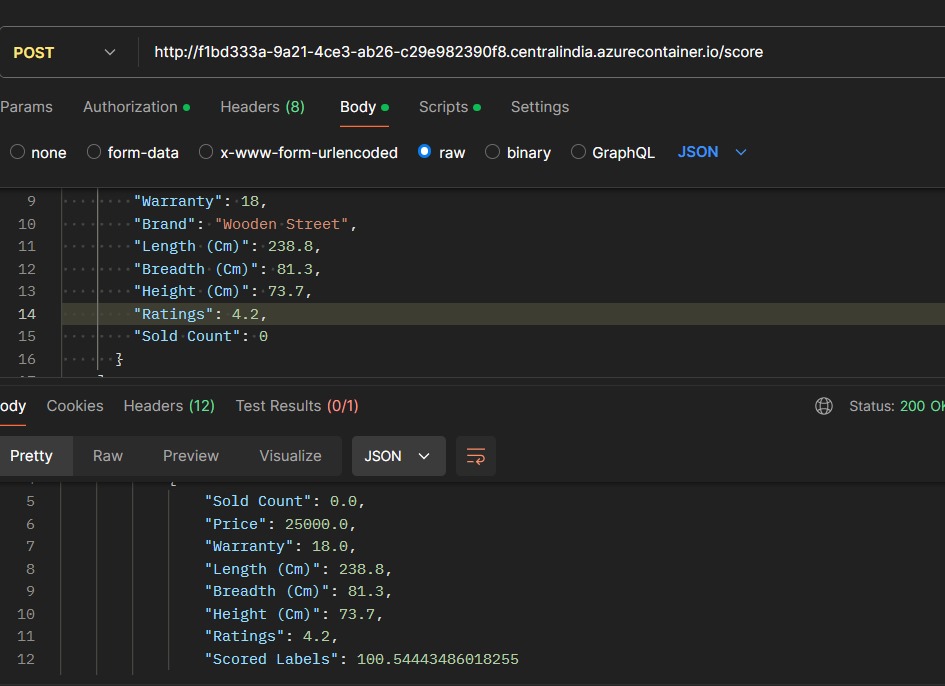 POST http://f1bd333a-9a21-4ce3-ab26-c29e982390f8.centralindia.azurecontainer.io/score
Params Authorization Headers (8) Body Scripts Settings
none form-data x-www-form-urlencoded raw binary GraphQL JSON
9 "Warranty": 18,
10 "Brand": "Wooden Street",
11 "Length (Cm)": 238.8,
12 "Breadth (Cm)": 81.3,
13 "Height (Cm)": 73.7,
14 "Ratings": 4.2,
15 "Sold Count": 0
16 }
ody Cookies Headers (12) Test Results (0/1) Status: 200 OK
Pretty Raw Preview Visualize JSON
5 "Sold Count": 0.0,
6 "Price": 25000.0,
7 "Warranty": 18.0,
8 "Length (Cm)": 238.8,
9 "Breadth (Cm)": 81.3,
10 "Height (Cm)": 73.7,
11 "Ratings": 4.2,
12 "Scored Labels": 100.54443486018255